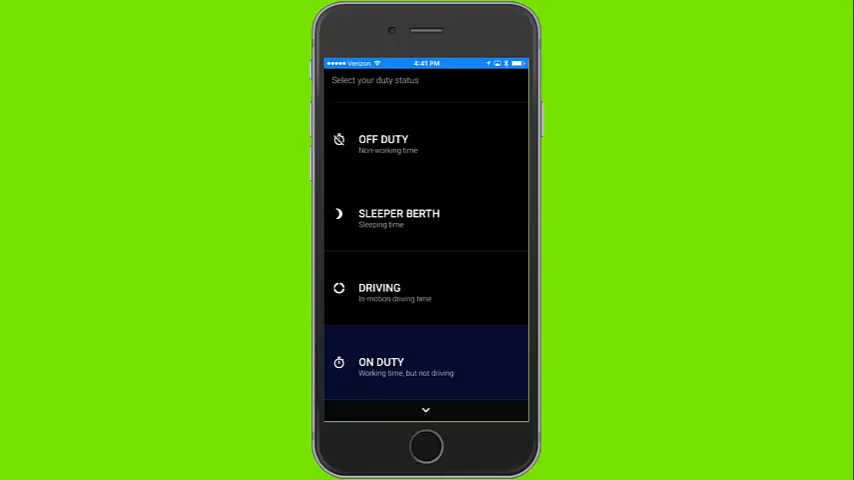 Verizon
4:41 PM
Select your duty status
OFF DUTY
Non-working time
SLEEPER BERTH
Sleeping time
DRIVING
In-motion driving time
ON DUTY
Working time, but not driving